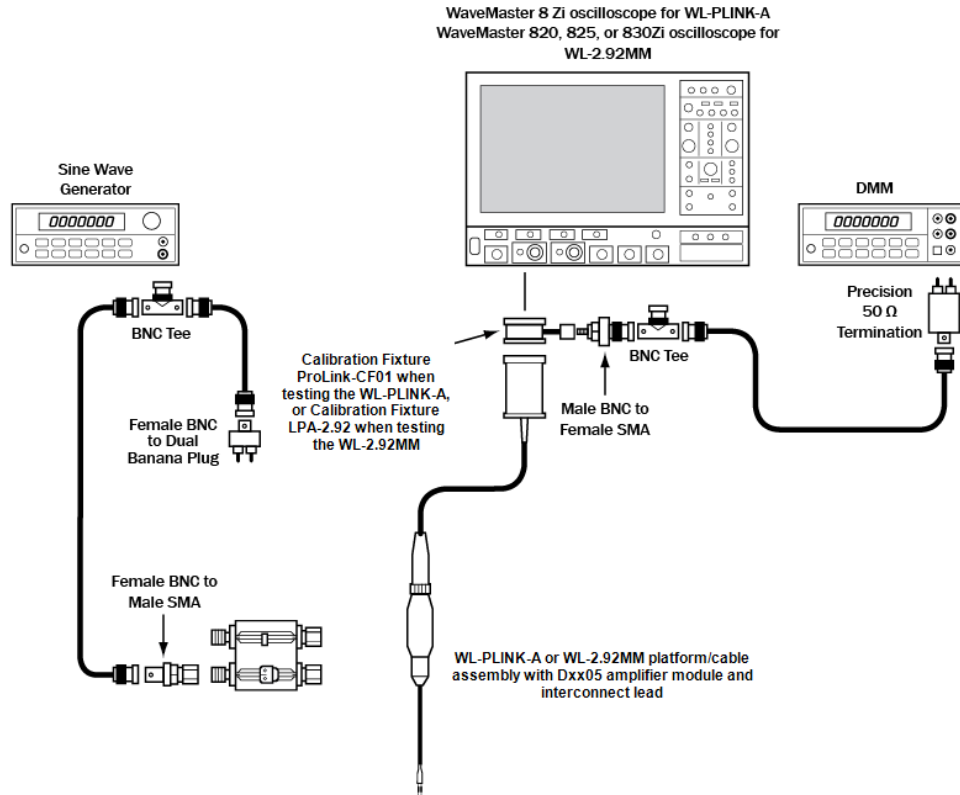 WaveMaster 8 Zi oscilloscope for WL-PLINK-A
WaveMaster 820, 825, or 830Zi oscilloscope for
WL-2.92MM
Sine Wave
Generator
0000000
DMM
0000000
BNC Tee
Precision
50 Ω
Termination
Calibration Fixture
ProLink-CF01 when
testing the WL-PLINK-A,
or Calibration Fixture
LPA-2.92 when testing
the WL-2.92MM
BNC Tee
Male BNC to
Female SMA
Female BNC
to Dual
Banana Plug
Female BNC to
Male SMA
WL-PLINK-A or WL-2.92MM platform/cable
assembly with Dxx05 amplifier module and
interconnect lead